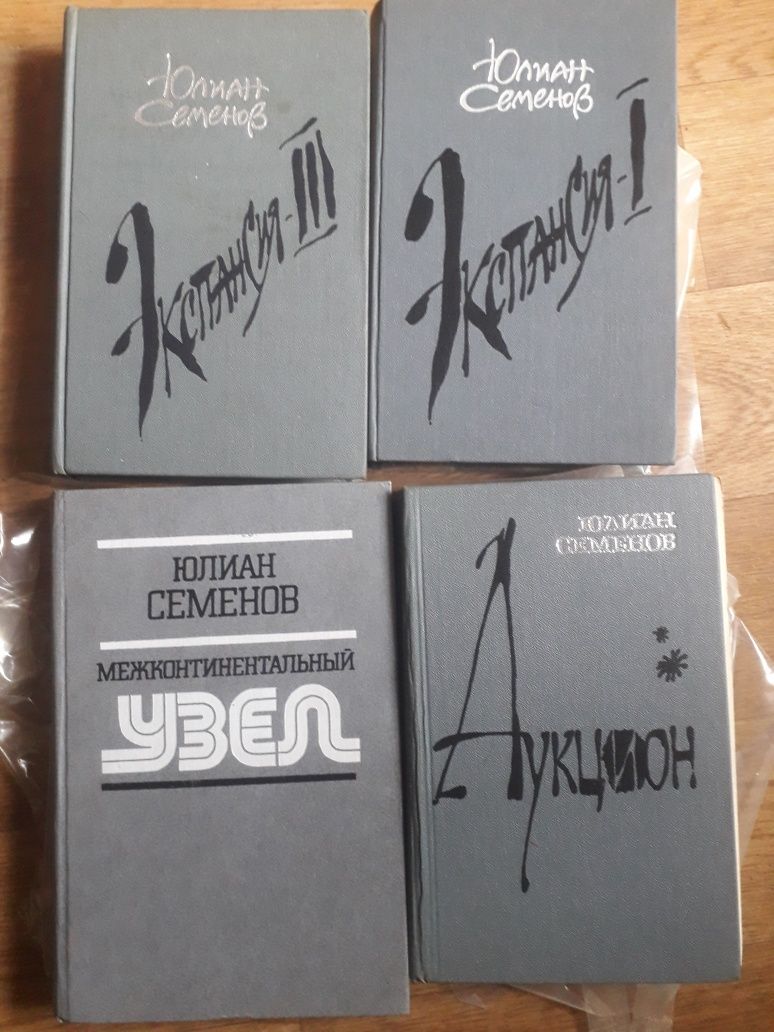 Юлиан
Семенов
Экспансия-III
Юлиан
Семенов
Экспансия-I
ЮЛИАН
СЕМЕНОВ
МЕЖКОНТИНЕНТАЛЬНЫЙ
УЗЕЛ
ЮЛИАН
СЕМЕНОВ
Аукцион